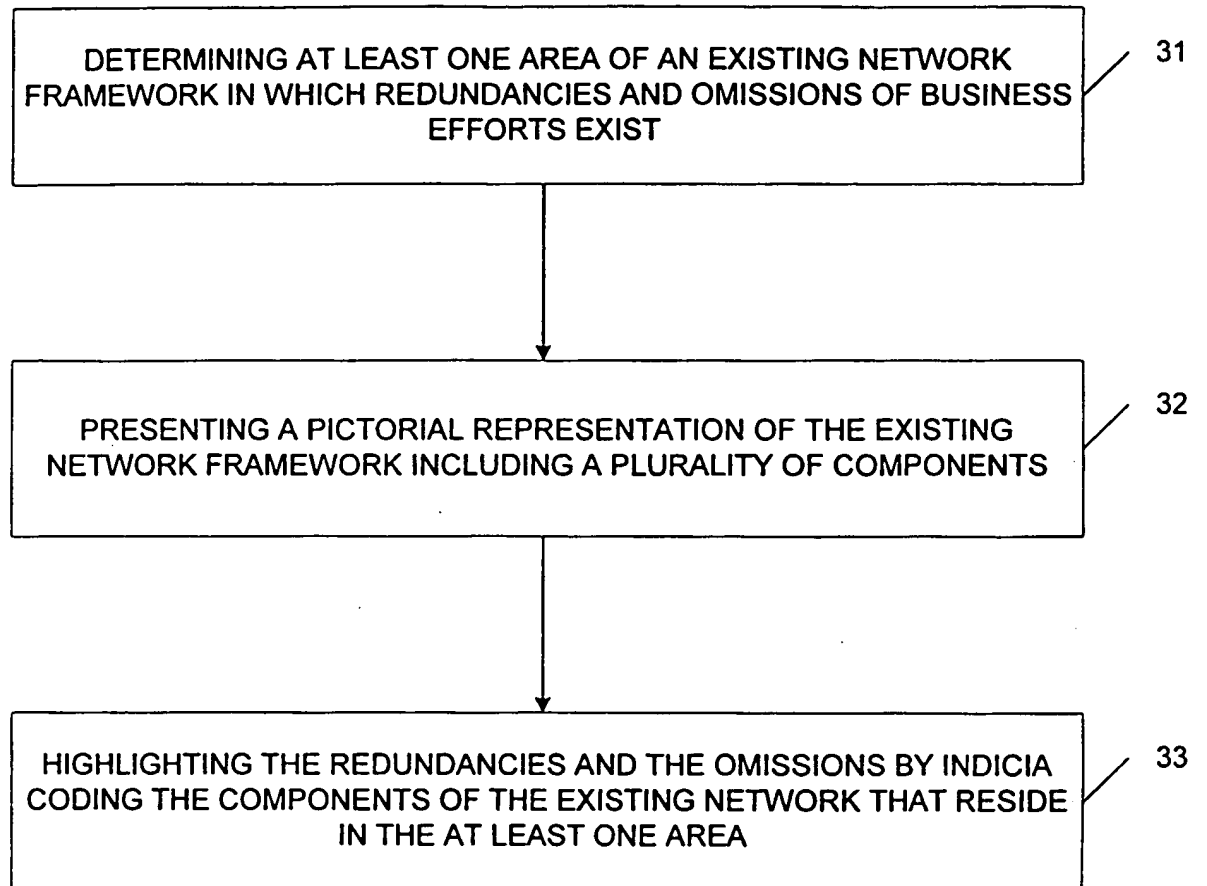 DETERMINING AT LEAST ONE AREA OF AN EXISTING NETWORK
FRAMEWORK IN WHICH REDUNDANCIES AND OMISSIONS OF BUSINESS
EFFORTS EXIST
31
PRESENTING A PICTORIAL REPRESENTATION OF THE EXISTING
NETWORK FRAMEWORK INCLUDING A PLURALITY OF COMPONENTS
32
HIGHLIGHTING THE REDUNDANCIES AND THE OMISSIONS BY INDICIA
CODING THE COMPONENTS OF THE EXISTING NETWORK THAT RESIDE
IN THE AT LEAST ONE AREA
33